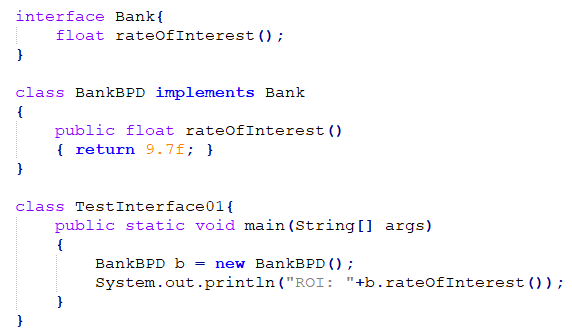 interface Bank{
    float rateOfInterest();
}

class BankBPD implements Bank
{
    public float rateOfInterest()
    { return 9.7f; }
}

class TestInterface01{
    public static void main(String[] args)
    {
        BankBPD b = new BankBPD();
        System.out.println("ROI: "+b.rateOfInterest());
    }
}